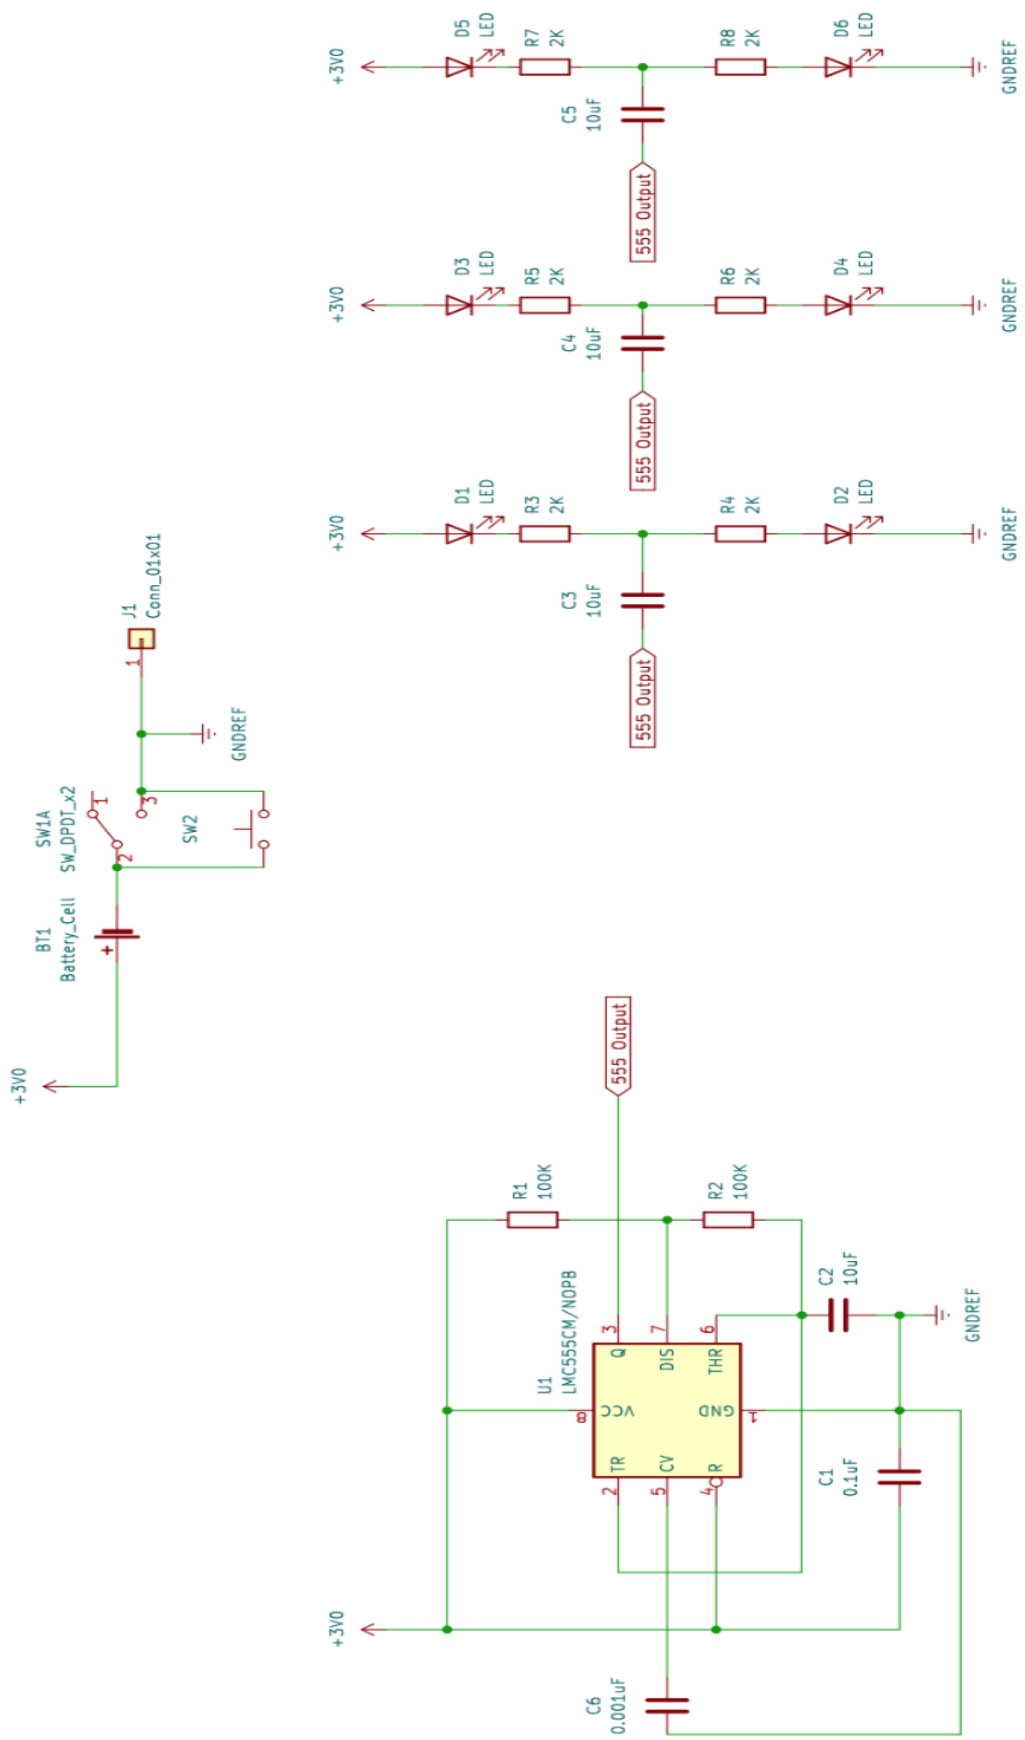 +3V0
BT1
Battery_Cell
+
SW1A
SW_DPDT_x2
2
1
3
SW2
GNDREF
J1
Conn_01x01
1
+3V0
C6
0.001uF
U1
LMC555CM/NOPB
TR
2
CV
5
R
4
VCC
8
GND
1
Q
3
DIS
7
THR
6
C1
0.1uF
C2
10uF
GNDREF
R1
100K
R2
100K
555 Output
+3V0
D1
LED
R3
2K
C3
10uF
555 Output
R4
2K
D2
LED
GNDREF
+3V0
D3
LED
R5
2K
C4
10uF
555 Output
R6
2K
D4
LED
GNDREF
+3V0
D5
LED
R7
2K
C5
10uF
555 Output
R8
2K
D6
LED
GNDREF